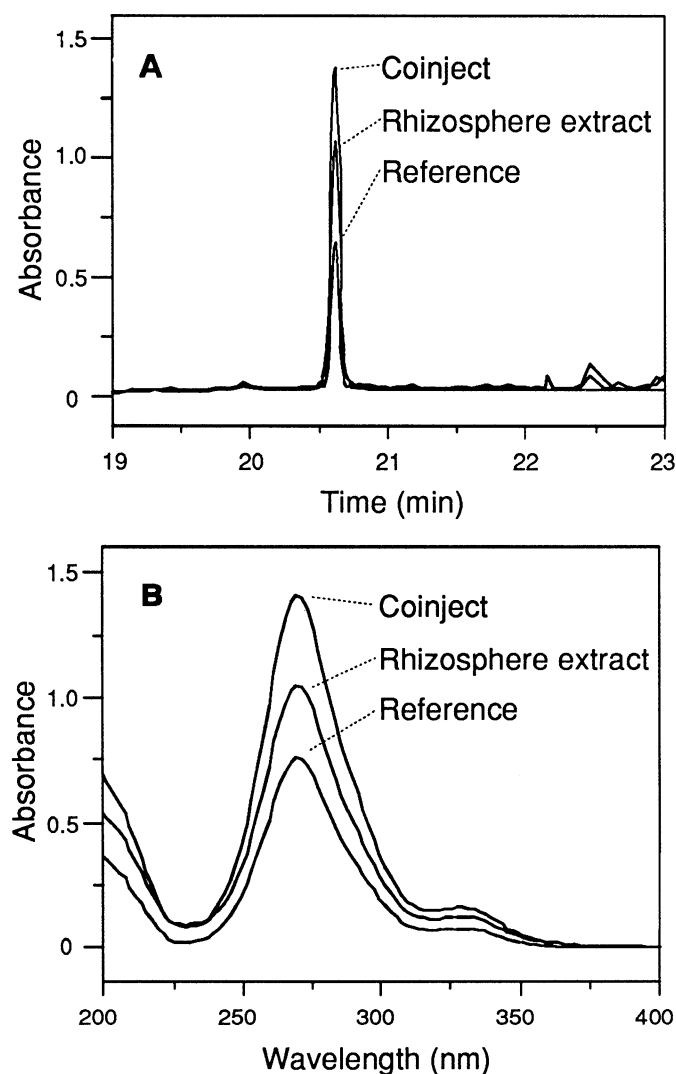 A
Coinject
Rhizosphere extract
Reference
Absorbance
1.5
1.0
0.5
0
19 20 21 22 23
Time (min)
B
Coinject
Rhizosphere extract
Reference
Absorbance
1.5
1.0
0.5
0
200 250 300 350 400
Wavelength (nm)